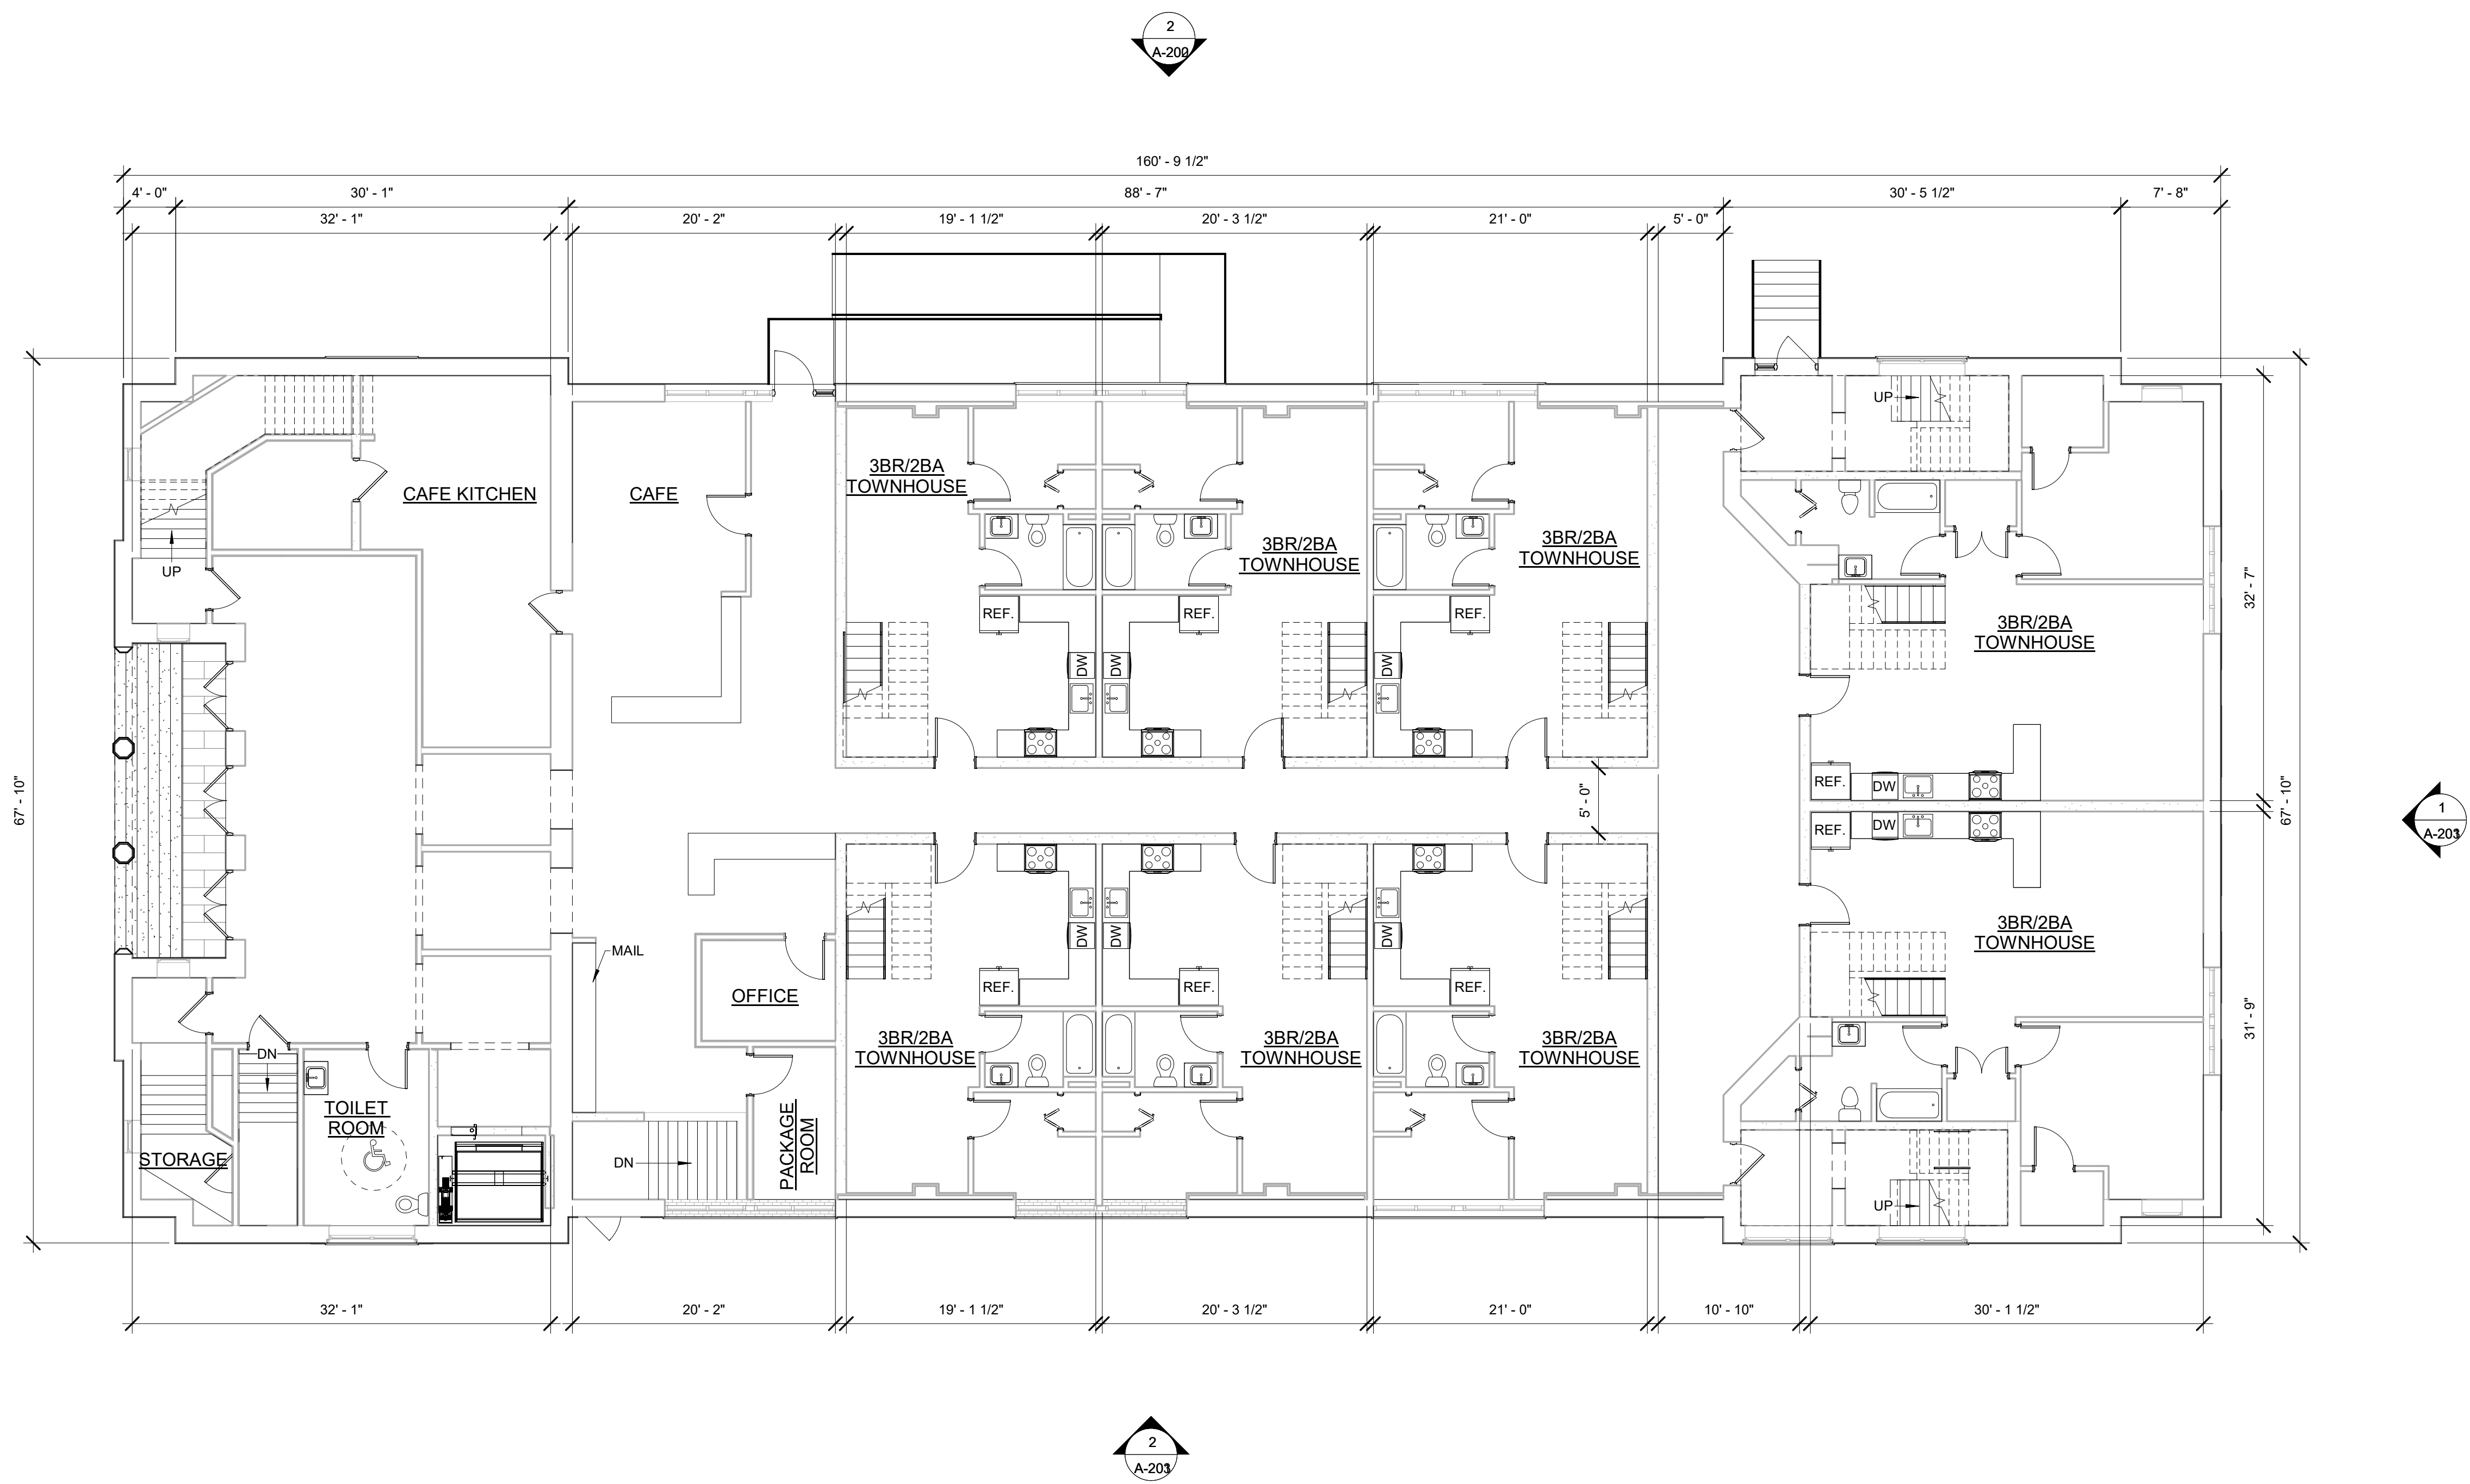 2
A-202
160' - 9 1/2"
4' - 0"
30' - 1"
88' - 7"
30' - 5 1/2"
7' - 8"
32' - 1"
20' - 2"
19' - 1 1/2"
20' - 3 1/2"
21' - 0"
5' - 0"
UP
3BR/2BA
TOWNHOUSE
CAFE KITCHEN
CAFE
3BR/2BA
TOWNHOUSE
3BR/2BA
TOWNHOUSE
UP
32' - 7"
REF.
REF.
REF.
3BR/2BA
TOWNHOUSE
DW
DW
DW
67' - 10"
5' - 0"
REF.
DW
67' - 10"
1
REF.
DW
3BR/2BA
TOWNHOUSE
DW
DW
DW
MAIL
OFFICE
REF.
REF.
REF.
31' - 9"
3BR/2BA
TOWNHOUSE
3BR/2BA
TOWNHOUSE
3BR/2BA
TOWNHOUSE
DN
TOILET
ROOM
PACKAGE
ROOM
STORAGE
DN
UP
32' - 1"
20' - 2"
19' - 1 1/2"
20' - 3 1/2"
21' - 0"
10' - 10"
30' - 1 1/2"
2